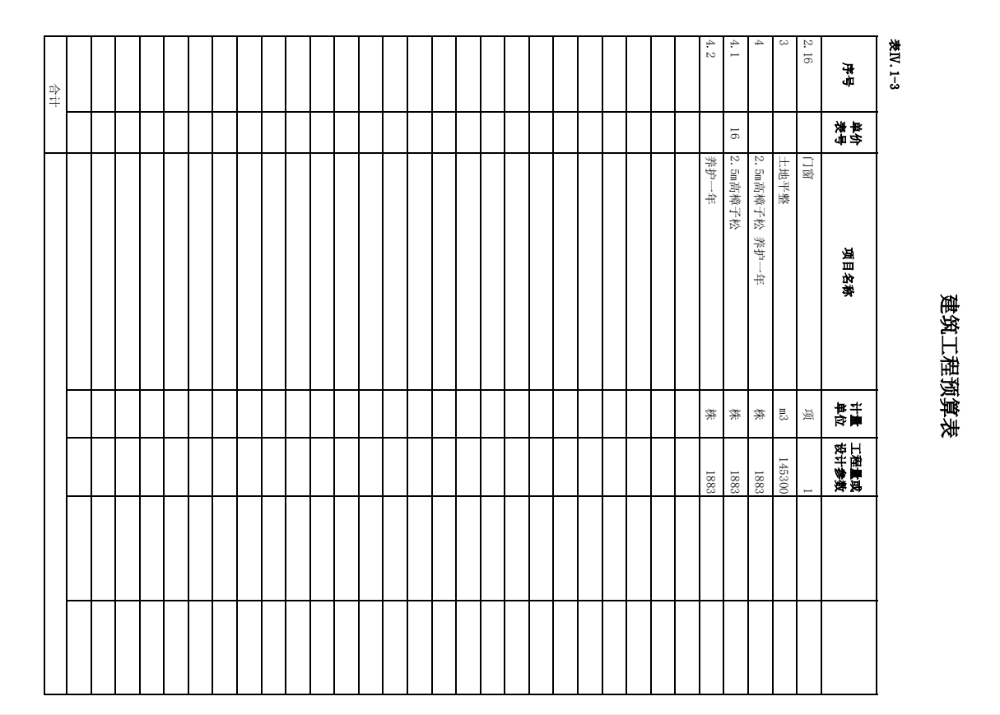 建筑工程预算表
表Ⅳ.1-3
序号 单价表号 项目名称 计量单位 工程量或设计参数
2.16 门窗 项 1
3 土地平整 m3 145300
4 2.5m高樟子松 养护一年 株 1883
4.1 16 2.5m高樟子松 株 1883
4.2 养护一年 株 1883
合计